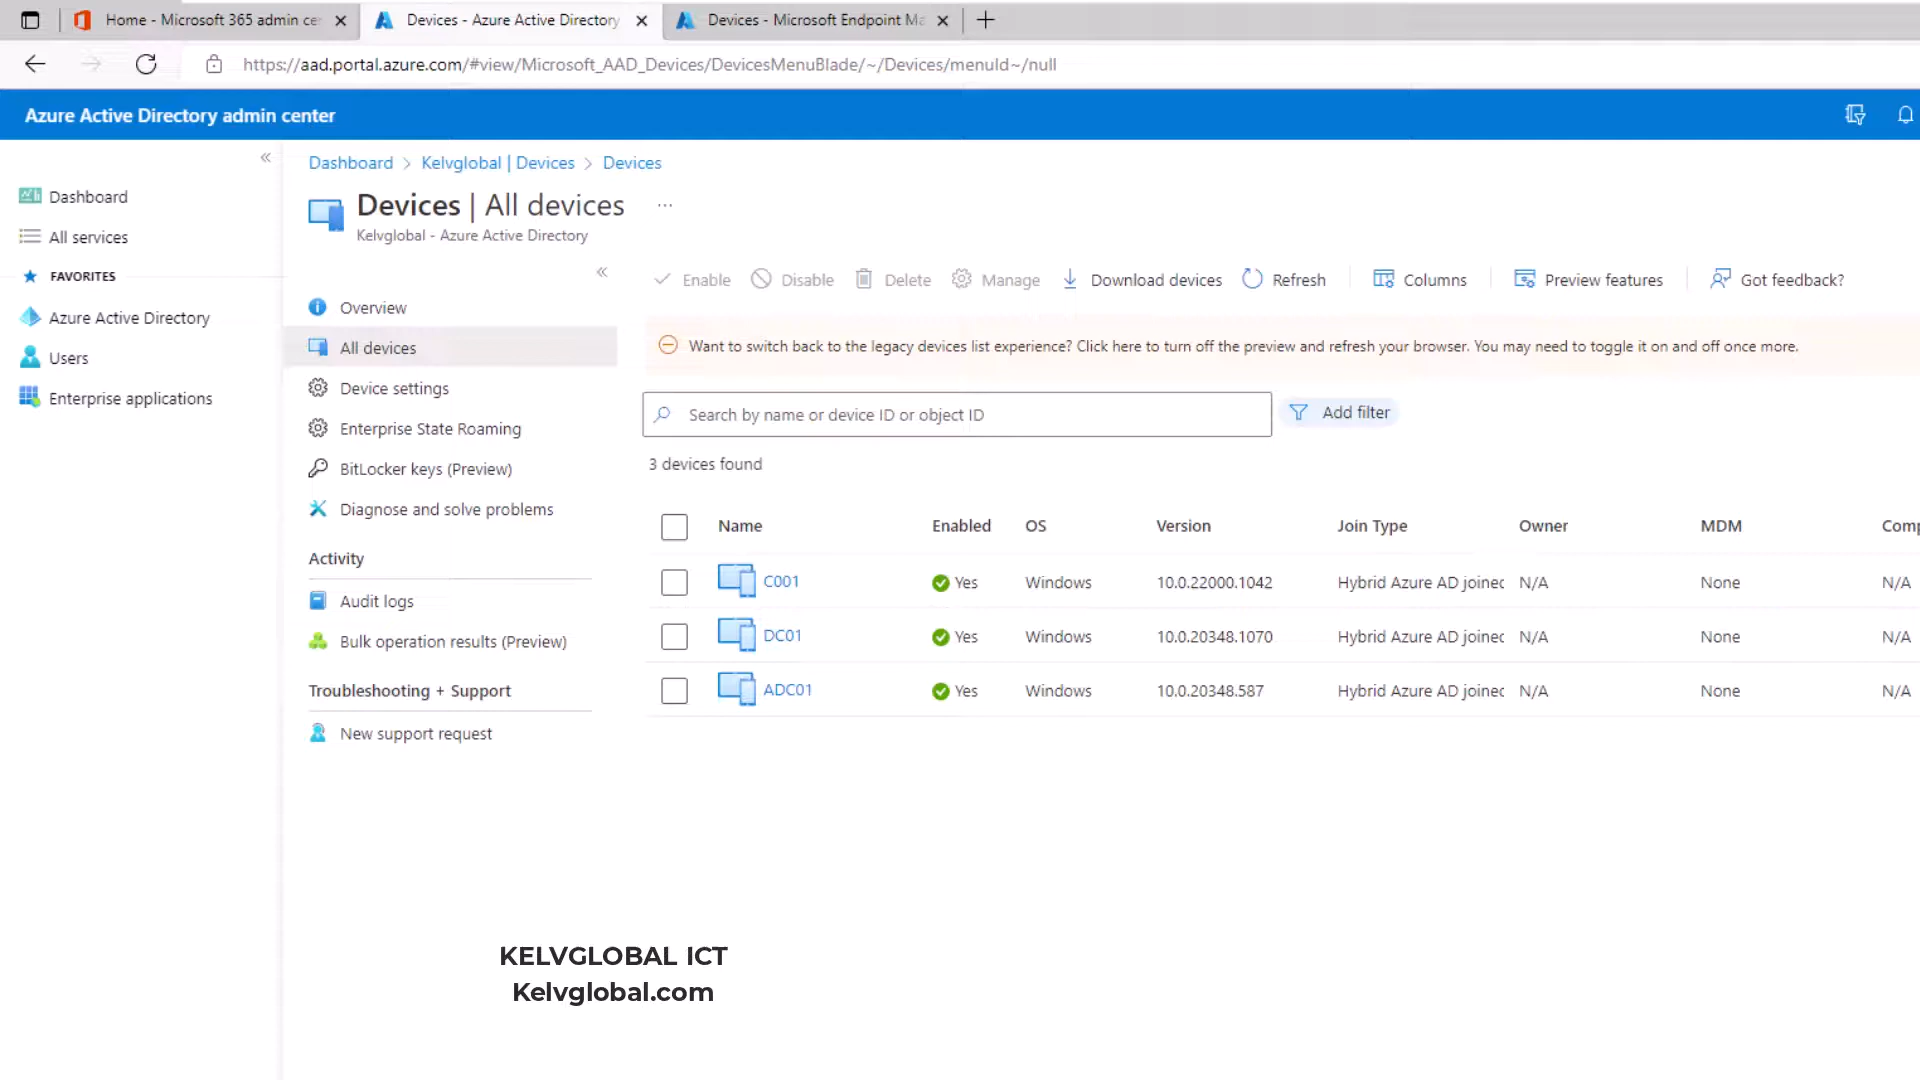 Home - Microsoft 365 admin ce
Devices - Azure Active Directory
Devices - Microsoft Endpoint Ma
https://aad.portal.azure.com/#view/Microsoft_AAD_Devices/DevicesMenuBlade/~/Devices/menuId~/null
Azure Active Directory admin center
Dashboard
All services
FAVORITES
Azure Active Directory
Users
Enterprise applications
Dashboard > Kelvglobal | Devices > Devices
Devices | All devices ...
Kelvglobal - Azure Active Directory
Overview
All devices
Device settings
Enterprise State Roaming
BitLocker keys (Preview)
Diagnose and solve problems
Activity
Audit logs
Bulk operation results (Preview)
Troubleshooting + Support
New support request
Enable Disable Delete Manage Download devices Refresh Columns Preview features Got feedback?
Want to switch back to the legacy devices list experience? Click here to turn off the preview and refresh your browser. You may need to toggle it on and off once more.
Search by name or device ID or object ID
Add filter
3 devices found
Name Enabled OS Version Join Type Owner MDM Comp
C001 Yes Windows 10.0.22000.1042 Hybrid Azure AD joined N/A None N/A
DC01 Yes Windows 10.0.20348.1070 Hybrid Azure AD joined N/A None N/A
ADC01 Yes Windows 10.0.20348.587 Hybrid Azure AD joined N/A None N/A
KELVGLOBAL ICT
Kelvglobal.com